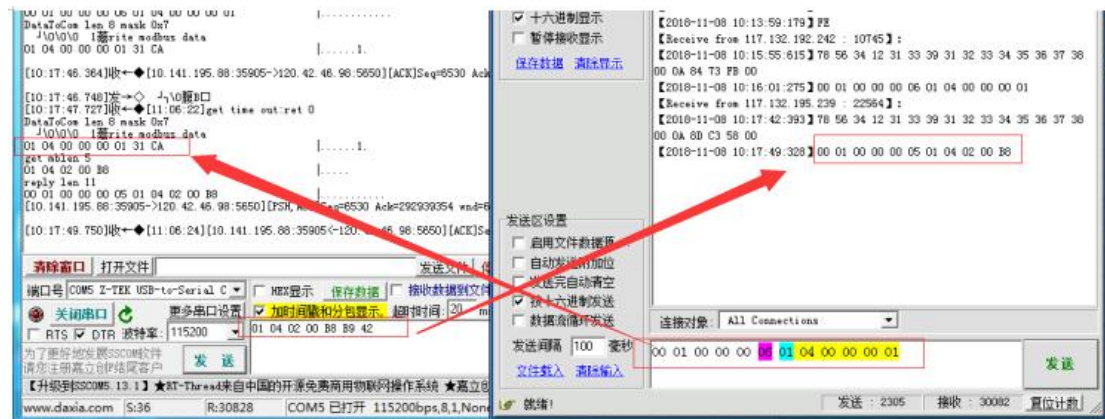 00 01 00 00 00 06 01 04 00 00 00 01
DataToCom len 8 mask 0x7
rite modbus data
01 04 00 00 00 01 31 CA |......1.
[10:17:46.364]收←◆[10.141.195.88:35905->120.42.46.98:5650][ACK]Seq=6530 Ack
[10:17:46.748]发→◇
[10:17:47.727]收←◆[11:06:22]get time out:ret 0
DataToCom len 8 mask 0x7
rite modbus data
01 04 00 00 00 01 31 CA |......1.
get mblen 5
01 04 02 00 B8 |.....
reply len 11
00 01 00 00 00 05 01 04 02 00 B8 |...........
[10.141.195.88:35905->120.42.46.98:5650][PSH, Seq=6530 Ack=292939354 wnd=6
[10:17:49.750]收←◆[11:06:24][10.141.195.88:35905<-120. 46.98:5650][ACK]Se
清除窗口 打开文件 发送文件
端口号 COM5 Z-TEK USB-to-Serial C HEX显示 保存数据 接收数据到文件
关闭串口 更多串口设置 加时间戳和分包显示, 超时时间: 20 ms
RTS DTR 波特率: 115200 01 04 02 00 B8 B9 42
为了更好地发展SSCOM软件
请您注册嘉立创F结尾客户
发 送
【升级到SSCOM5.13.1】★RT-Thread来自中国的开源免费商用物联网操作系统 ★嘉立创
www.daxia.com S:36 R:30828 COM5 已打开 115200bps,8,1,None
十六进制显示
暂停接收显示
保存数据 清除显示
【2018-11-08 10:13:59:179】FE
【Receive from 117.132.192.242 : 10745】:
【2018-11-08 10:15:55:615】78 56 34 12 31 33 39 31 32 33 34 35 36 37 38
00 0A 84 73 FB 00
【2018-11-08 10:16:01:275】00 01 00 00 00 06 01 04 00 00 00 01
【Receive from 117.132.195.239 : 22564】:
【2018-11-08 10:17:42:393】78 56 34 12 31 33 39 31 32 33 34 35 36 37 38
00 0A 8D C3 58 00
【2018-11-08 10:17:49:328】00 01 00 00 00 05 01 04 02 00 B8
发送区设置
启用文件数据源
自动发送附加位
发送完自动清空
按十六进制发送
数据流循环发送
发送间隔 100 毫秒
文件载入 清除输入
连接对象: All Connections
00 01 00 00 00 06 01 04 00 00 00 01
发送
就绪! 发送 : 2305 接收 : 30082 复位计数